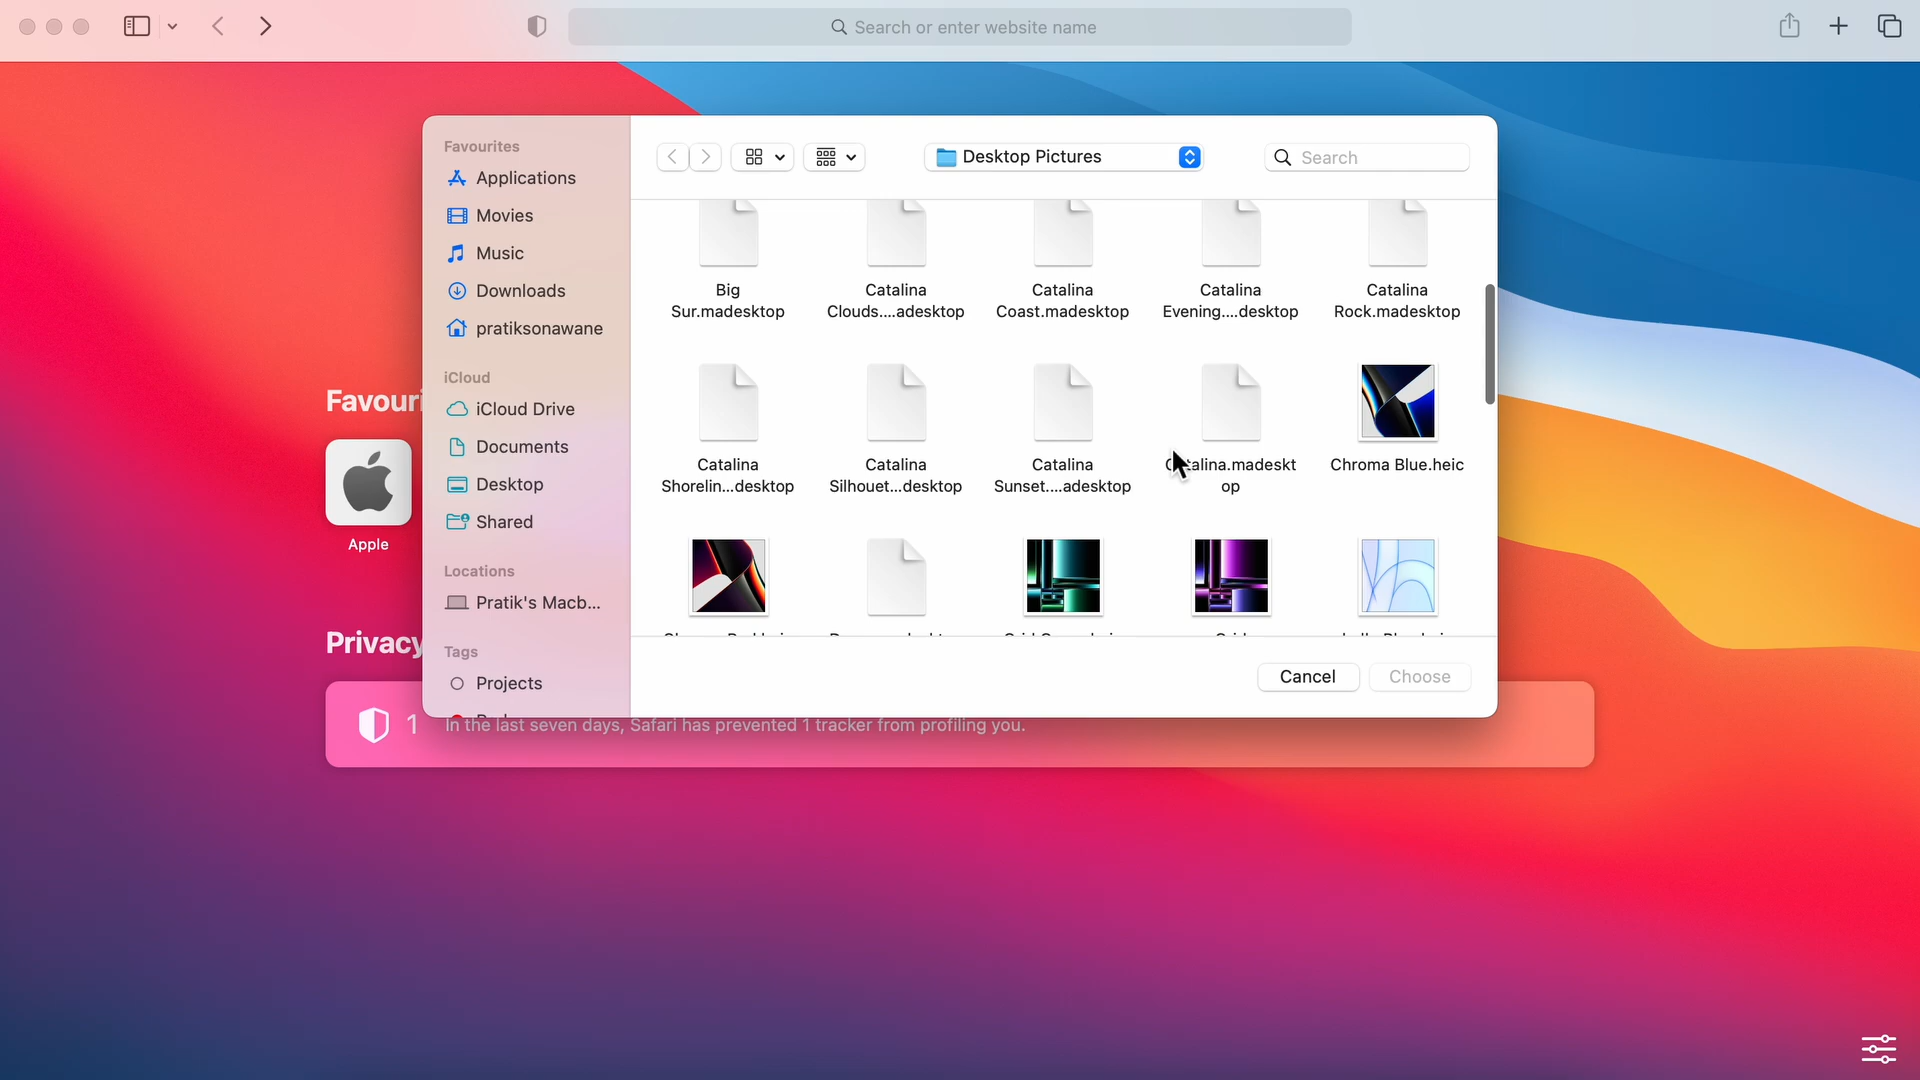 Search or enter website name
Favourites
Applications
Movies
Music
Downloads
pratiksonawane
iCloud
iCloud Drive
Documents
Desktop
Shared
Locations
Pratik's Macb...
Tags
Projects
Desktop Pictures
Search
Big
Sur.madesktop
Catalina
Clouds....adesktop
Catalina
Coast.madesktop
Catalina
Evening....desktop
Catalina
Rock.madesktop
Catalina
Shorelin...desktop
Catalina
Silhouet...desktop
Catalina
Sunset....adesktop
Catalina.madeskt
op
Chroma Blue.heic
Cancel
Choose
Favouri
Apple
Privacy
1
In the last seven days, Safari has prevented 1 tracker from profiling you.